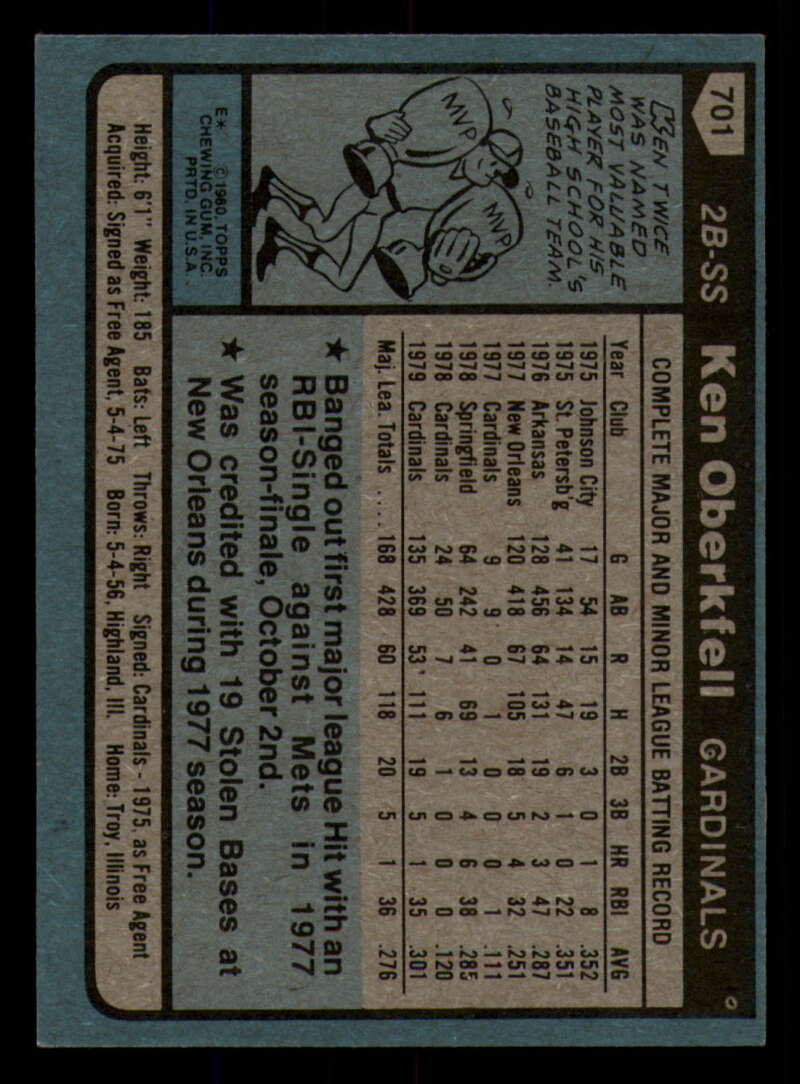 701 2B-SS Ken Oberkfell CARDINALS
KEN TWICE
WAS NAMED
MOST VALUABLE
PLAYER FOR HIS
HIGH SCHOOL'S
BASEBALL TEAM.
MVP
MVP
E* ©1980, TOPPS
CHEWING GUM, INC.
PRTD. IN U.S.A.
COMPLETE MAJOR AND MINOR LEAGUE BATTING RECORD
Year Club G AB R H 2B 3B HR RBI AVG
1975 Johnson City 17 54 15 19 3 0 1 8 .352
1975 St. Petersb'g 41 134 14 47 6 1 0 22 .351
1976 Arkansas 128 456 64 131 19 2 3 47 .287
1977 New Orleans 120 418 67 105 18 5 4 32 .251
1977 Cardinals 9 9 0 1 0 0 0 1 .111
1978 Springfield 64 242 41 69 13 4 6 38 .285
1978 Cardinals 24 50 7 6 1 0 0 0 .120
1979 Cardinals 135 369 53 111 19 5 1 35 .301
Maj. Lea. Totals .... 168 428 60 118 20 5 1 36 .276
★ Banged out first major league Hit with an
RBI-Single against Mets in 1977
season-finale, October 2nd.
★ Was credited with 19 Stolen Bases at
New Orleans during 1977 season.
Height: 6'1" Weight: 185 Bats: Left Throws: Right Signed: Cardinals - 1975, as Free Agent
Acquired: Signed as Free Agent, 5-4-75 Born: 5-4-56, Highland, Ill. Home: Troy, Illinois